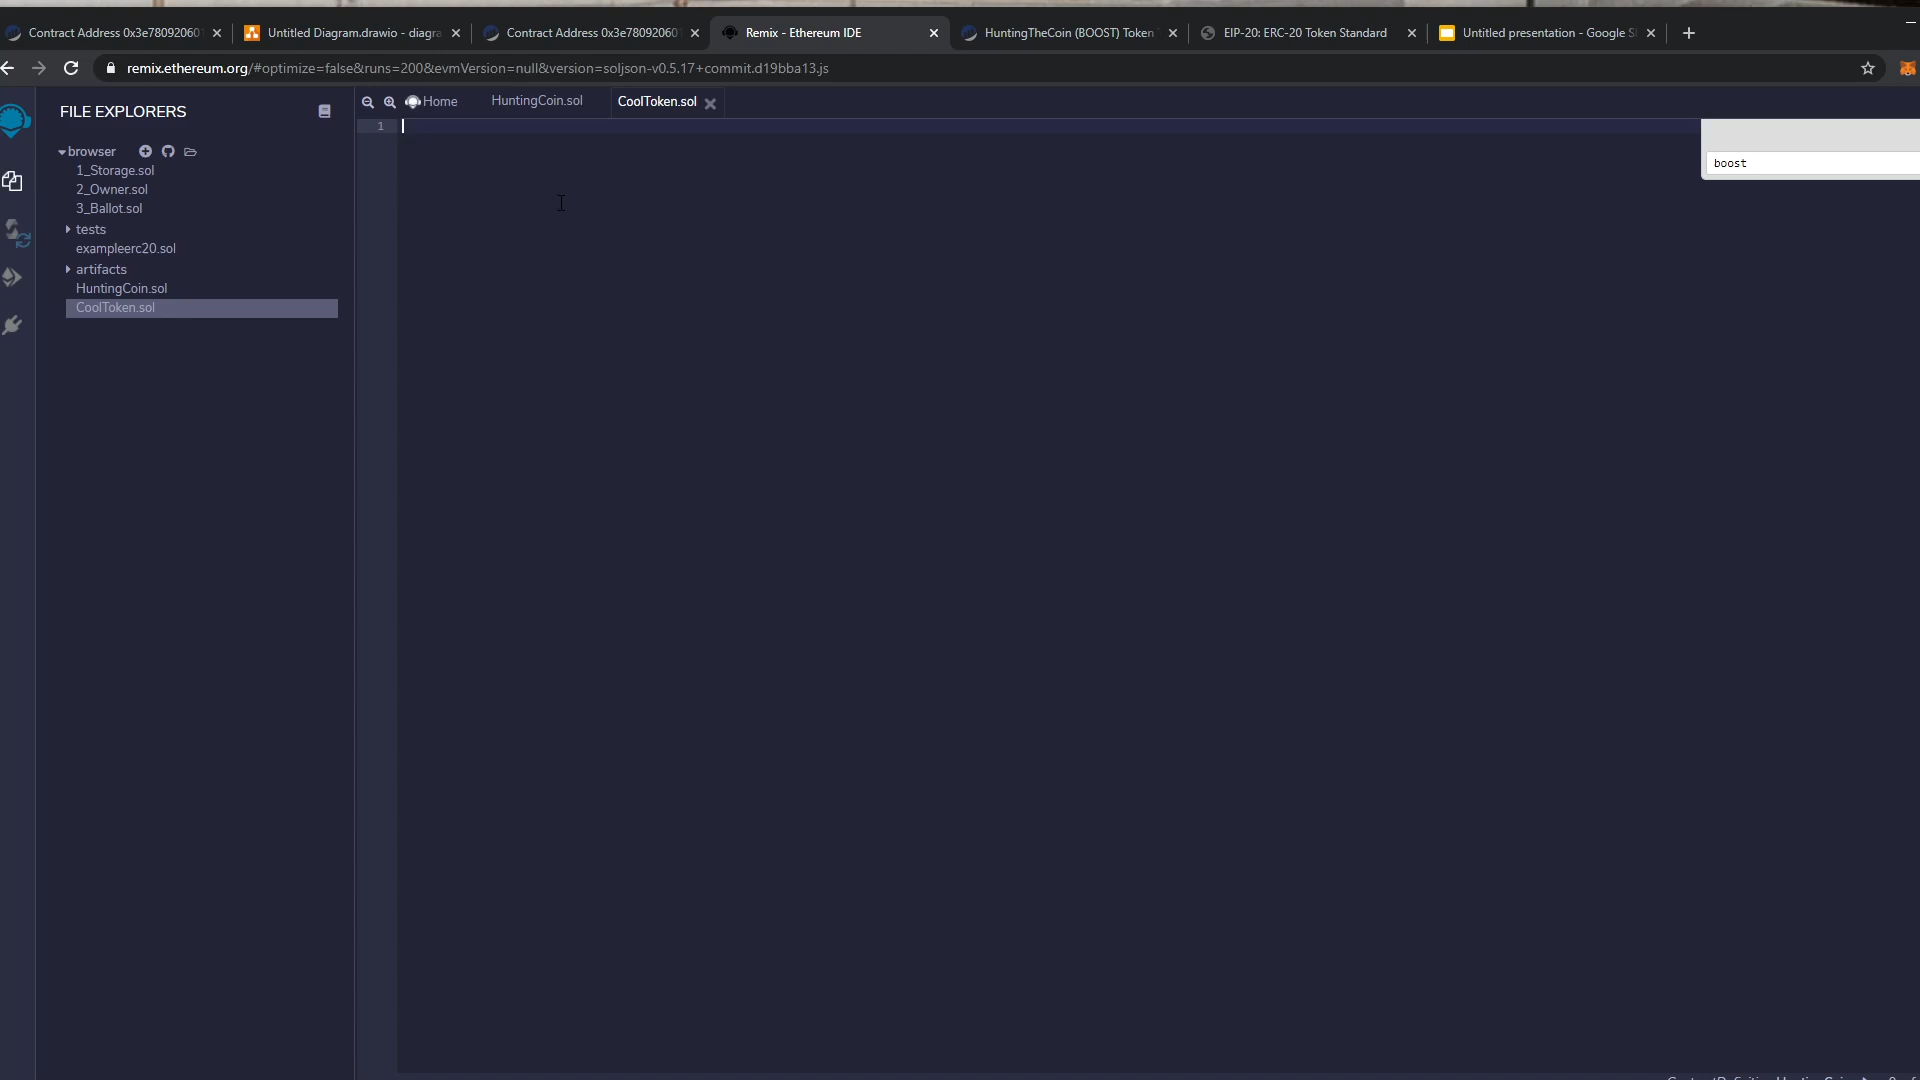 Contract Address 0x3e78092060
Untitled Diagram.drawio - diagra
Contract Address 0x3e78092060
Remix - Ethereum IDE
HuntingTheCoin (BOOST) Token
EIP-20: ERC-20 Token Standard
Untitled presentation - Google Sl
remix.ethereum.org/#optimize=false&runs=200&evmVersion=null&version=soljson-v0.5.17+commit.d19bba13.js
FILE EXPLORERS
Home
HuntingCoin.sol
CoolToken.sol
browser
1_Storage.sol
2_Owner.sol
3_Ballot.sol
tests
exampleerc20.sol
artifacts
HuntingCoin.sol
CoolToken.sol
1
boost